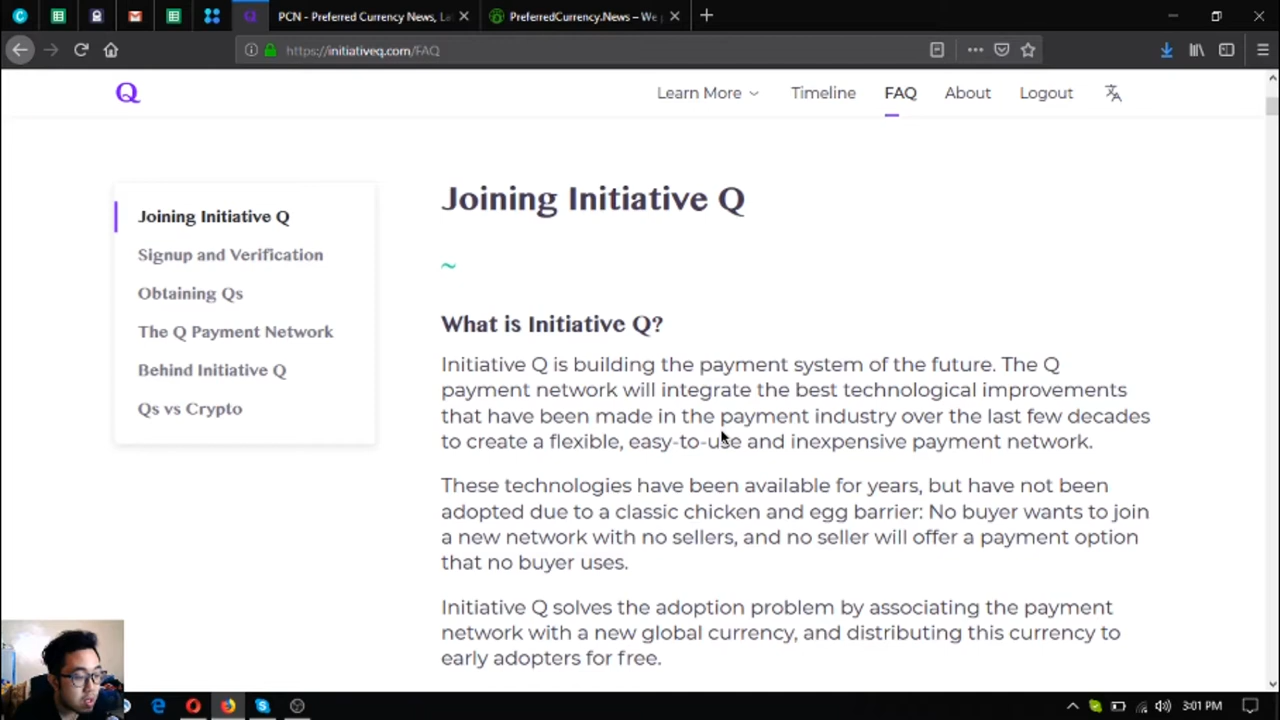 PCN - Preferred Currency News, La
PreferredCurrency.News – We
https://initiativeq.com/FAQ
Q
Learn More
Timeline
FAQ
About
Logout
Joining Initiative Q
Signup and Verification
Obtaining Qs
The Q Payment Network
Behind Initiative Q
Qs vs Crypto
Joining Initiative Q
~
What is Initiative Q?
Initiative Q is building the payment system of the future. The Q
payment network will integrate the best technological improvements
that have been made in the payment industry over the last few decades
to create a flexible, easy-to-use and inexpensive payment network.
These technologies have been available for years, but have not been
adopted due to a classic chicken and egg barrier: No buyer wants to join
a new network with no sellers, and no seller will offer a payment option
that no buyer uses.
Initiative Q solves the adoption problem by associating the payment
network with a new global currency, and distributing this currency to
early adopters for free.
3:01 PM